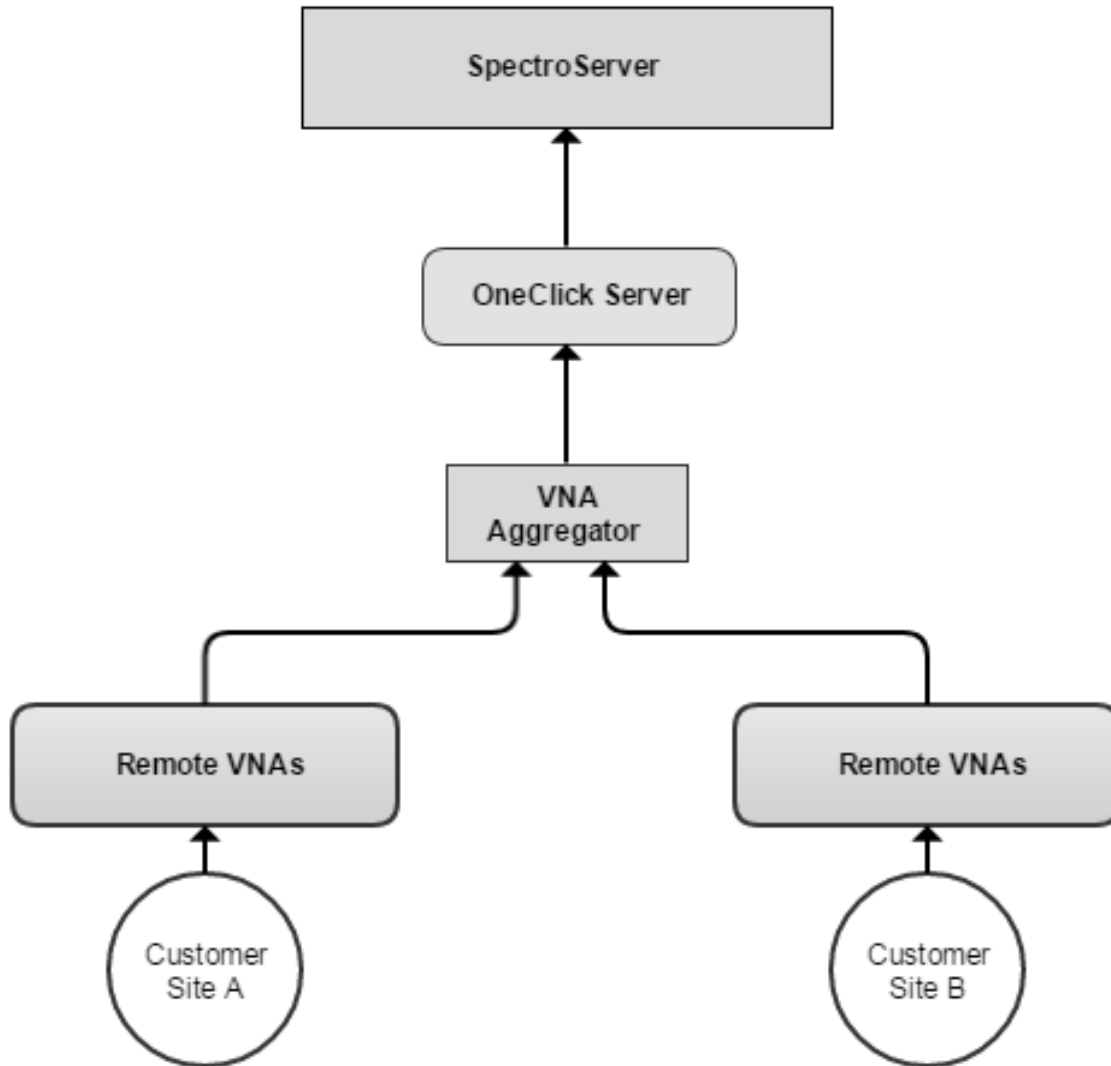 SpectroServer
OneClick Server
VNA
Aggregator
Remote VNAs
Remote VNAs
Customer
Site A
Customer
Site B